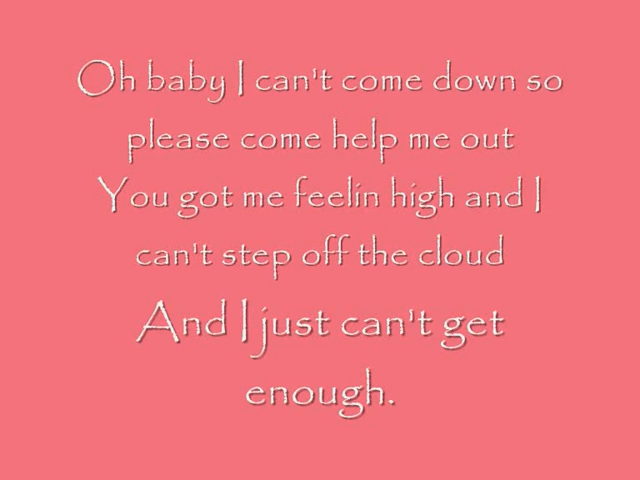 Oh baby I can't come down so
please come help me out
You got me feelin high and I
can't step off the cloud
And I just can't get
enough.